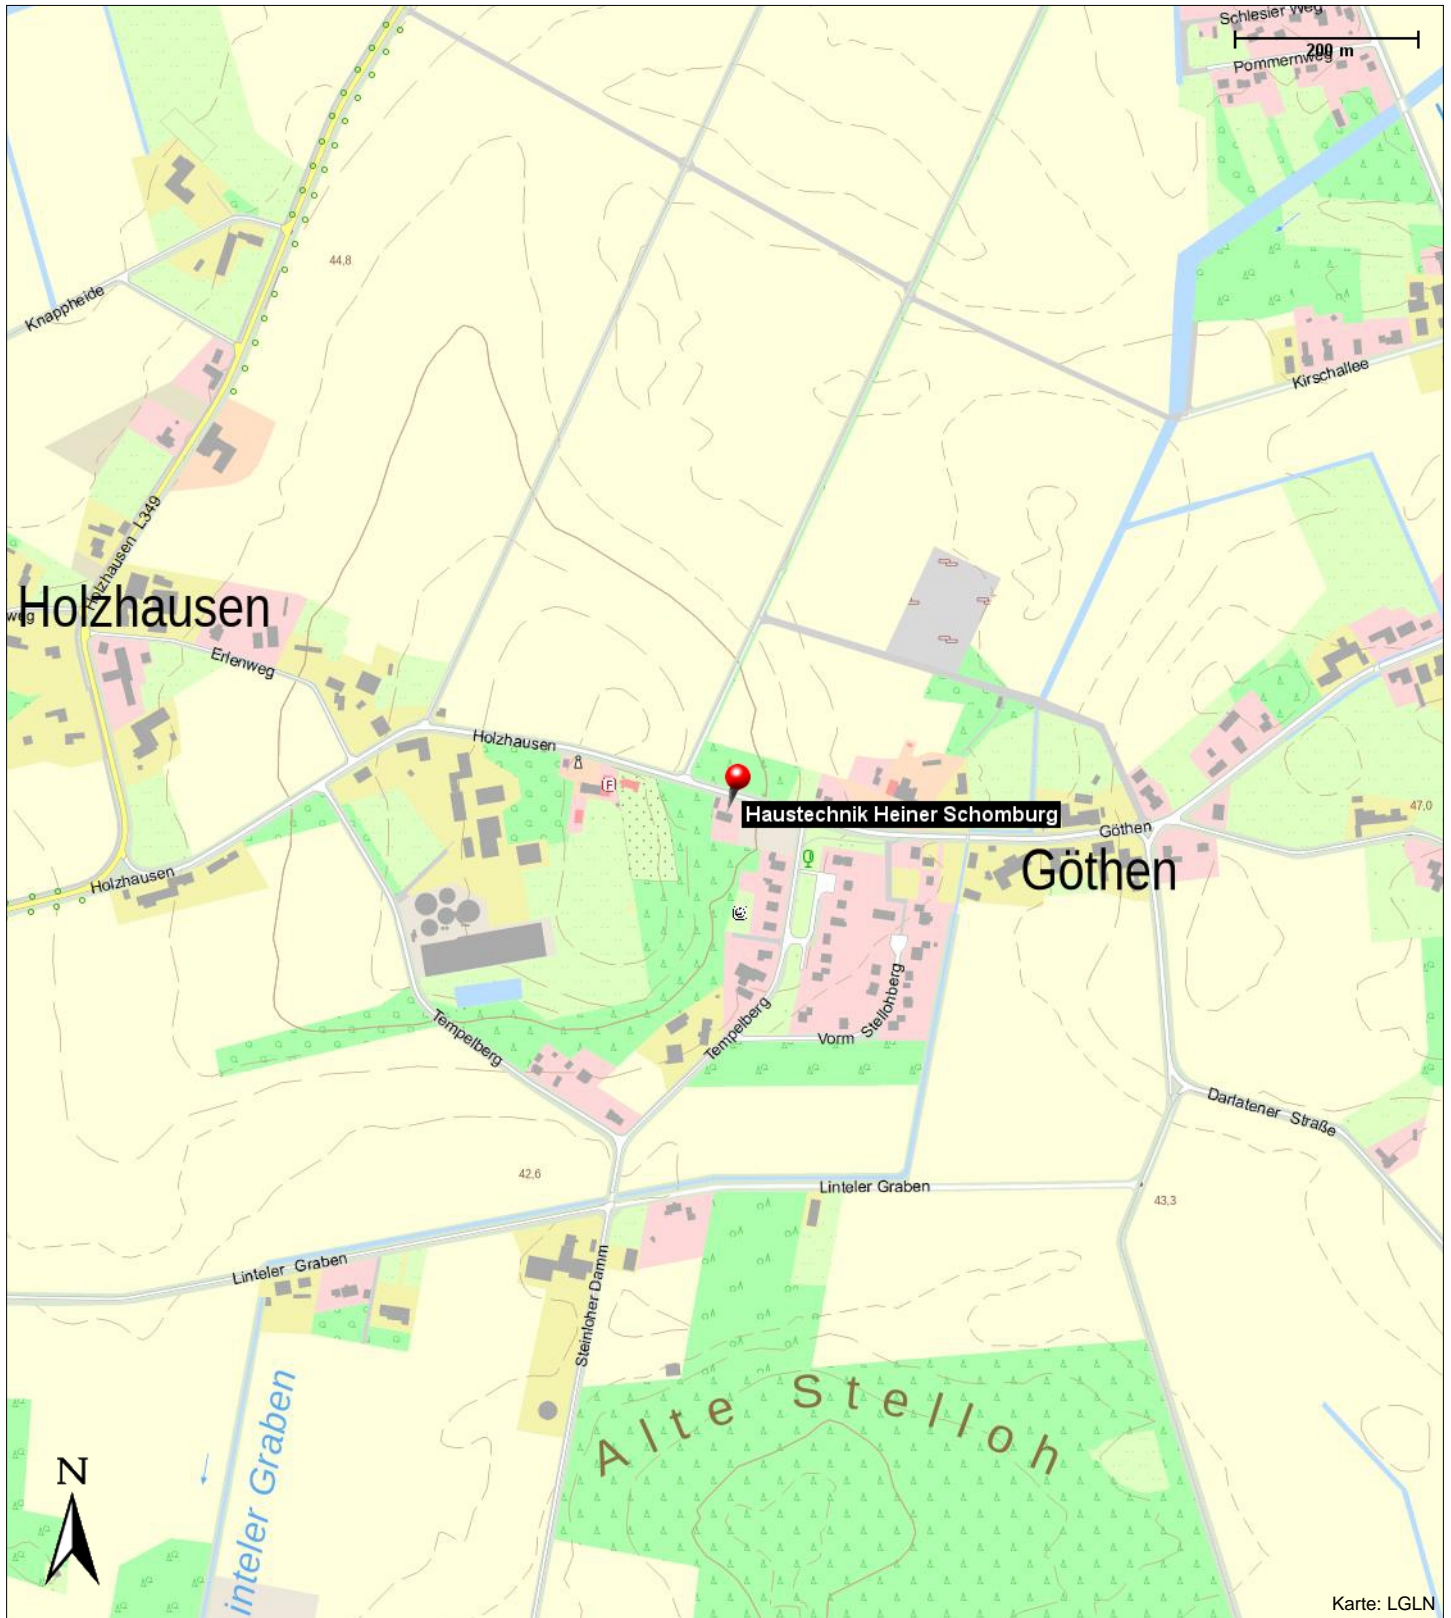 Schlesier Weg
200 m
Pommernweg
44,8
Knappheide
Kirschallee
Holzhausen L349
Holzhausen
weg
Erlenweg
Holzhausen
F
Haustechnik Heiner Schomburg
47,0
Göthen
Göthen
Holzhausen
Stellohberg
Tempelberg
Tempelberg
Vorm
Darlatener Straße
42,6
Linteler Graben
43,3
Linteler Graben
Steinloher Damm
Alte Stelloh
inteler Graben
N
Karte: LGLN